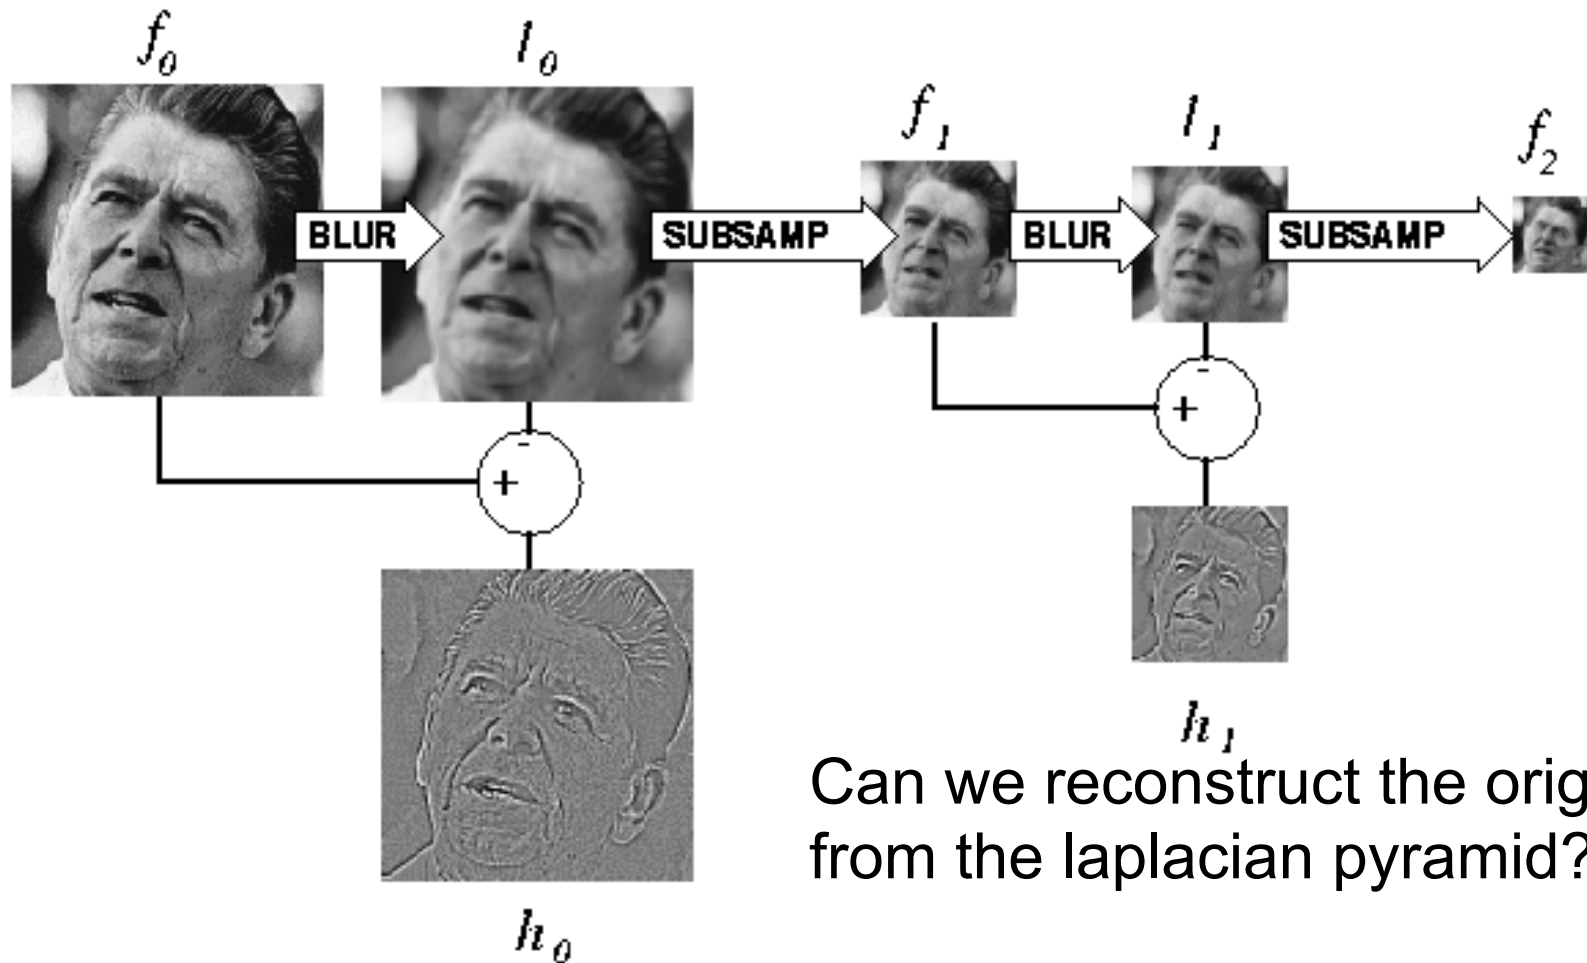 f0
l0
f1
l1
f2
BLUR
SUBSAMP
BLUR
SUBSAMP
-
+
-
+
h1
Can we reconstruct the orig
from the laplacian pyramid?
h0